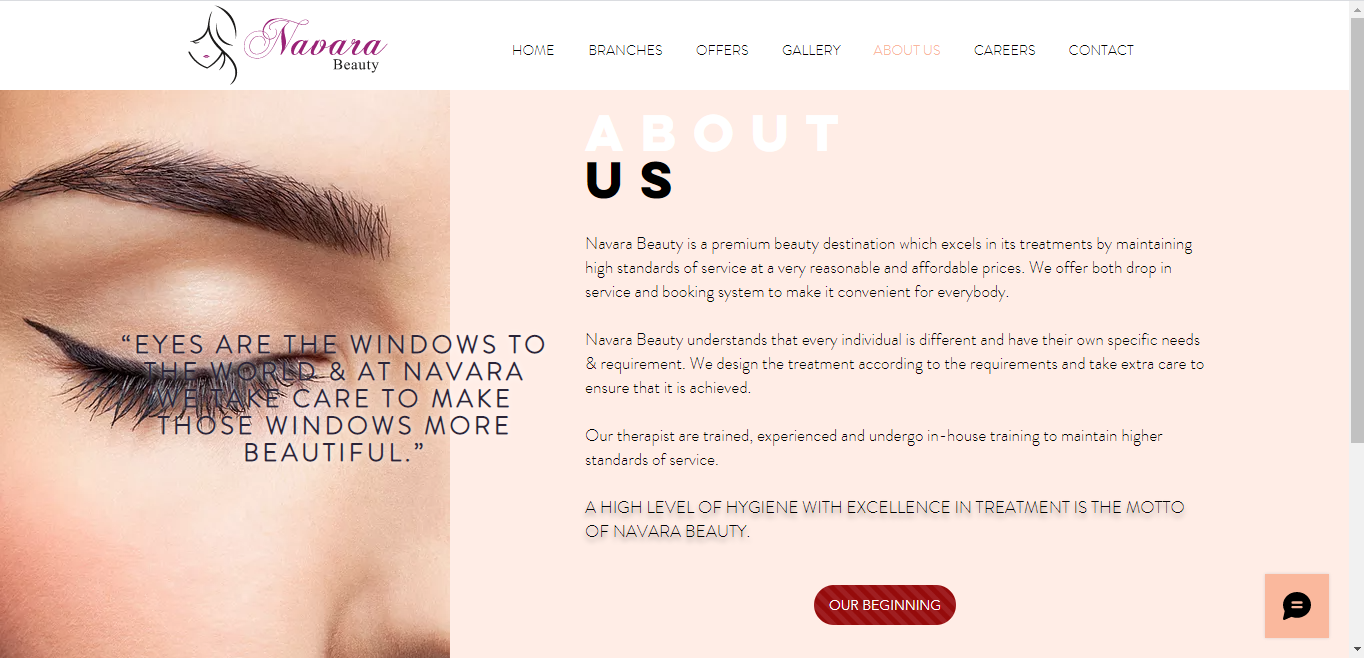 Navara
Beauty
HOME BRANCHES OFFERS GALLERY ABOUT US CAREERS CONTACT
ABOUT
US
Navara Beauty is a premium beauty destination which excels in its treatments by maintaining
high standards of service at a very reasonable and affordable prices. We offer both drop in
service and booking system to make it convenient for everybody.
Navara Beauty understands that every individual is different and have their own specific needs
& requirement. We design the treatment according to the requirements and take extra care to
ensure that it is achieved.
Our therapist are trained, experienced and undergo in-house training to maintain higher
standards of service.
A HIGH LEVEL OF HYGIENE WITH EXCELLENCE IN TREATMENT IS THE MOTTO
OF NAVARA BEAUTY.
OUR BEGINNING
“EYES ARE THE WINDOWS TO
THE WORLD & AT NAVARA
WE TAKE CARE TO MAKE
THOSE WINDOWS MORE
BEAUTIFUL.”